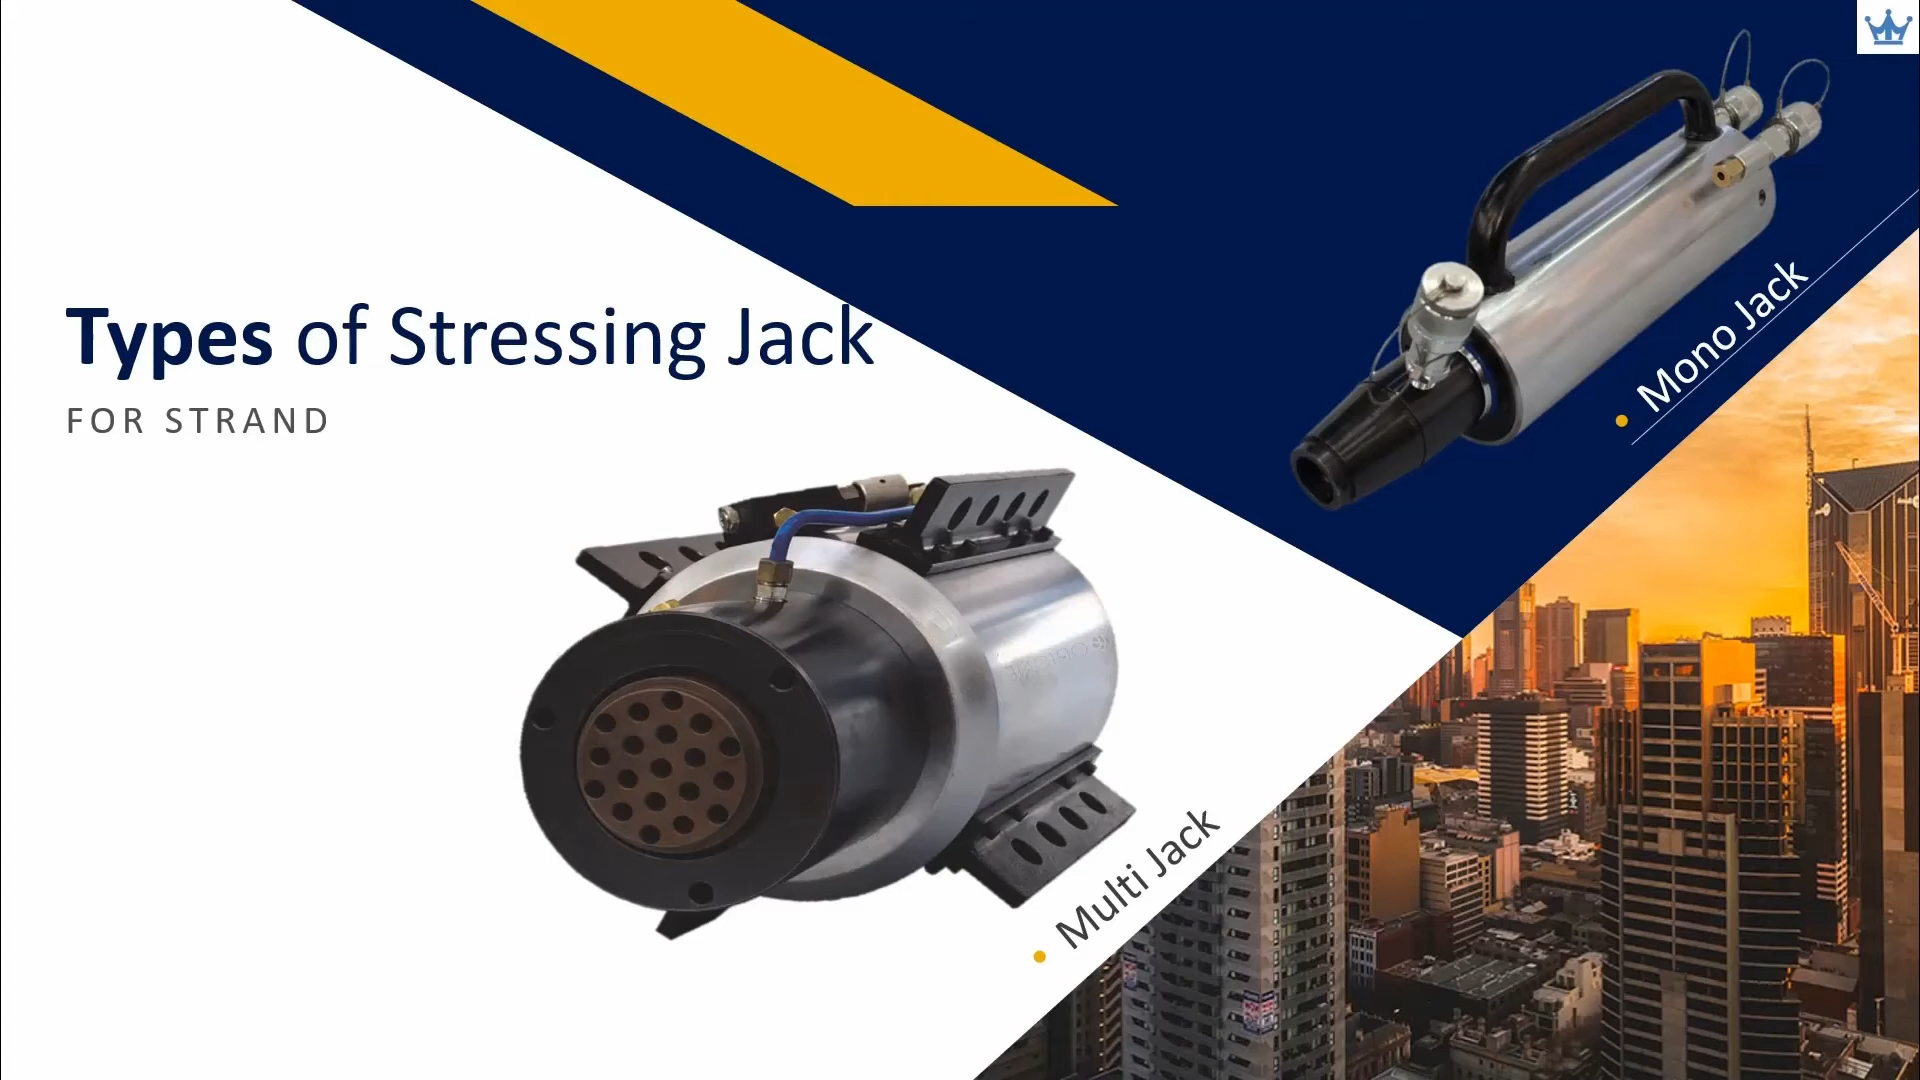 Types of Stressing Jack
FOR STRAND
Mono Jack
Multi Jack